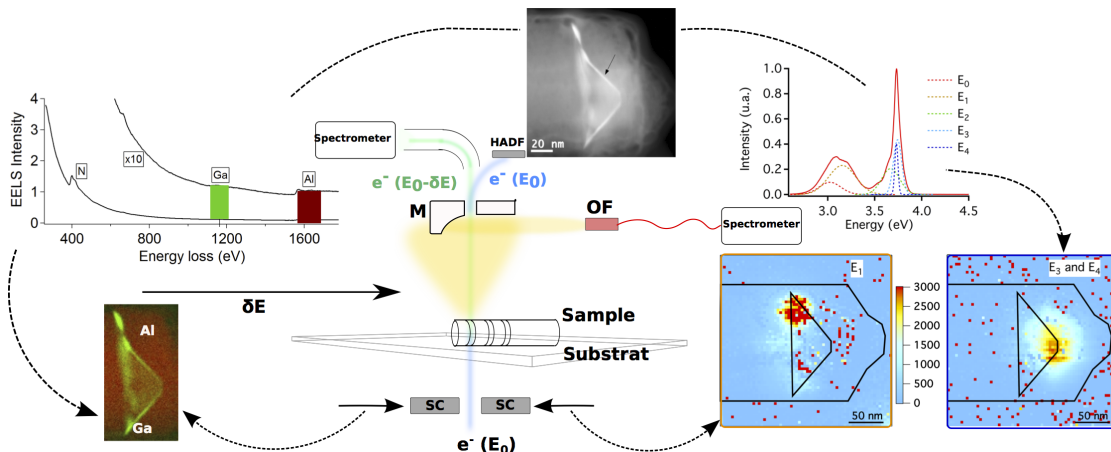 4
3
2
1
0
EELS Intensity
N
x10
Ga
Al
400
800
1200
1600
Energy loss (eV)
Spectrometer
HADF
20 nm
e⁻ (E₀-δE)
e⁻ (E₀)
M
OF
Spectrometer
1.0
0.8
0.6
0.4
0.2
0.0
Intensity (u.a.)
E₀
E₁
E₂
E₃
E₄
2.5
3.0
3.5
4.0
4.5
Energy (eV)
δE
Al
Ga
Sample
Substrat
SC
SC
e⁻ (E₀)
E₁
50 nm
3000
2500
2000
1500
1000
500
0
E₃ and E₄
50 nm